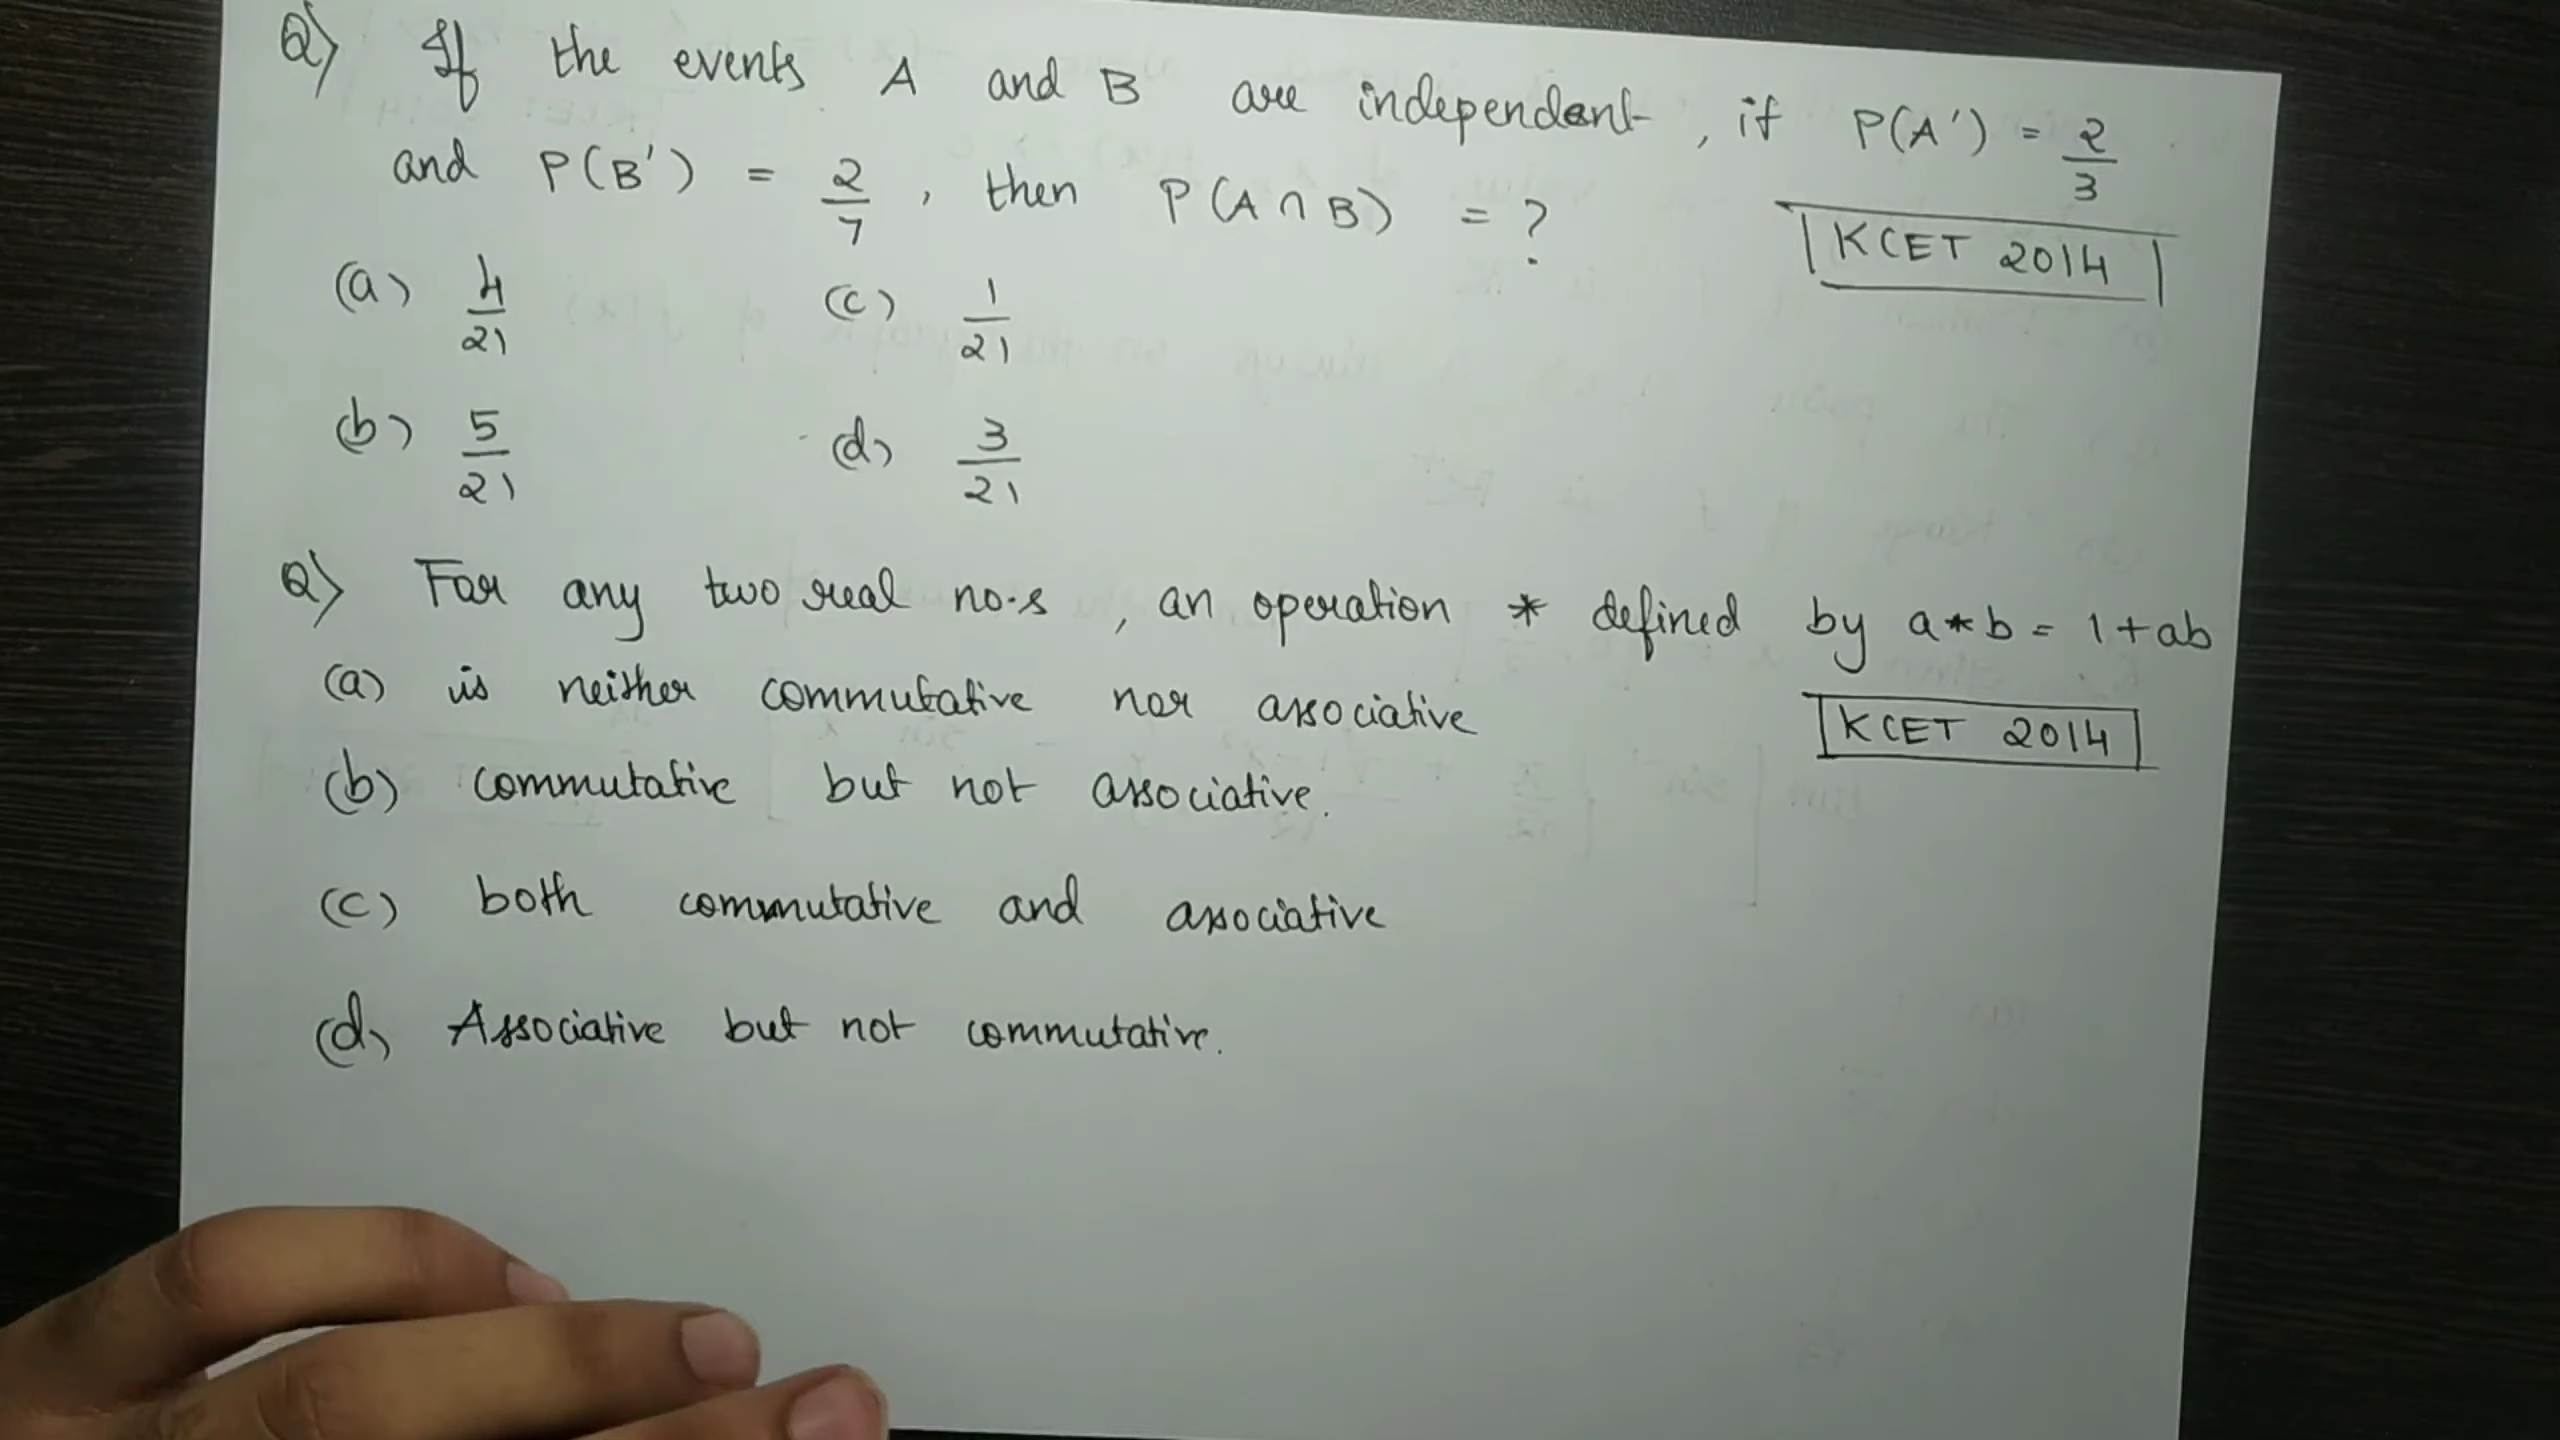 Q) If the events A and B are independent, if P(A') = 2/3
and P(B') = 2/7, then P(A ∩ B) = ?
KCET 2014
(a) 4/21 (c) 1/21
(b) 5/21 (d) 3/21
Q) For any two real no.s, an operation * defined by a*b = 1+ab
(a) is neither commutative nor associative
KCET 2014
(b) commutative but not associative.
(c) both commutative and associative
(d) Associative but not commutative.